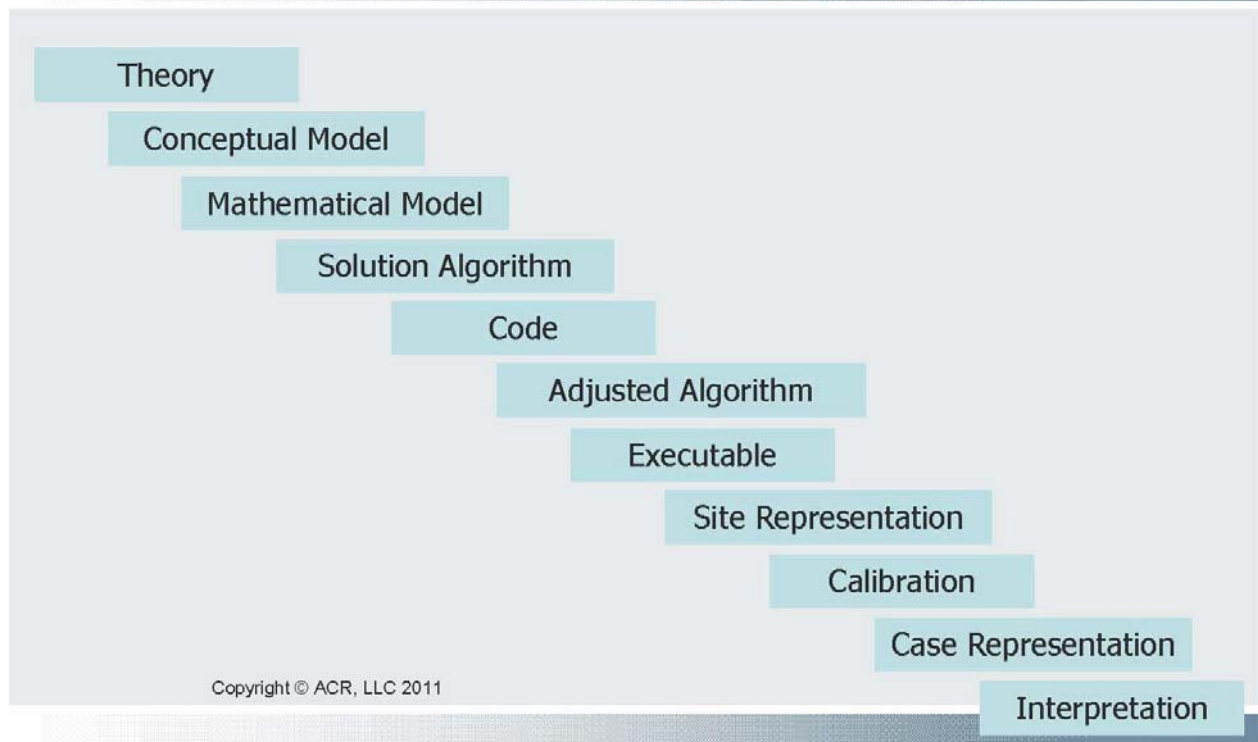 Theory
Conceptual Model
Mathematical Model
Solution Algorithm
Code
Adjusted Algorithm
Executable
Site Representation
Calibration
Case Representation
Copyright © ACR, LLC 2011
Interpretation